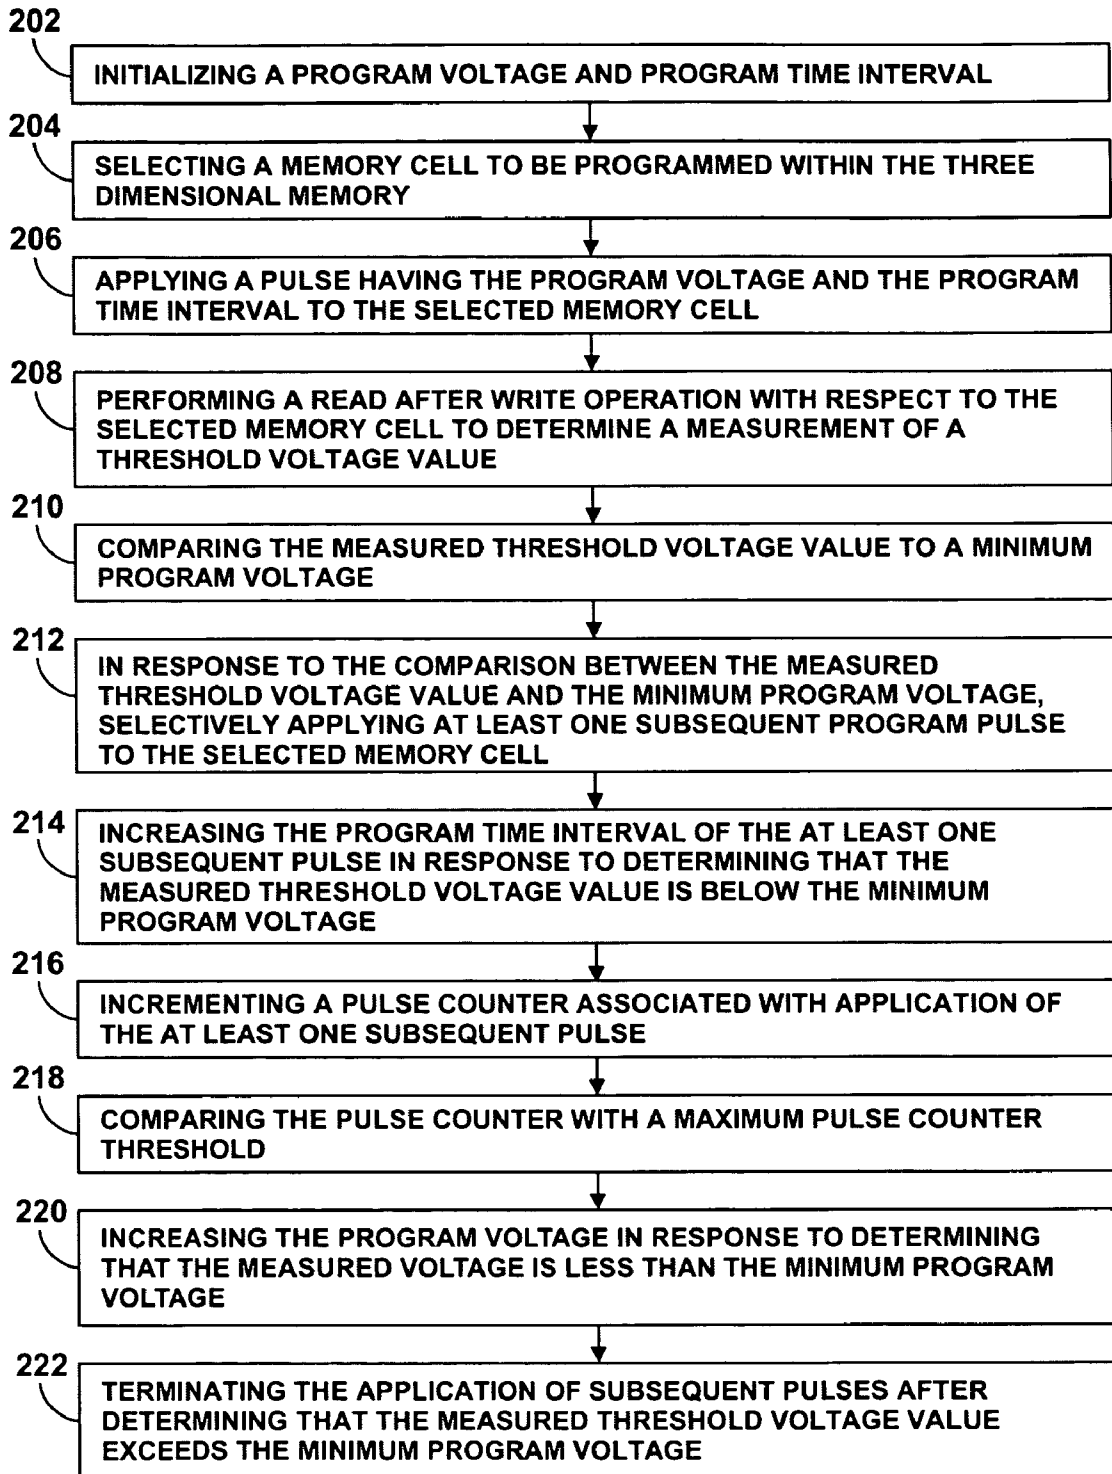 202
INITIALIZING A PROGRAM VOLTAGE AND PROGRAM TIME INTERVAL
204
SELECTING A MEMORY CELL TO BE PROGRAMMED WITHIN THE THREE
DIMENSIONAL MEMORY
206
APPLYING A PULSE HAVING THE PROGRAM VOLTAGE AND THE PROGRAM
TIME INTERVAL TO THE SELECTED MEMORY CELL
208
PERFORMING A READ AFTER WRITE OPERATION WITH RESPECT TO THE
SELECTED MEMORY CELL TO DETERMINE A MEASUREMENT OF A
THRESHOLD VOLTAGE VALUE
210
COMPARING THE MEASURED THRESHOLD VOLTAGE VALUE TO A MINIMUM
PROGRAM VOLTAGE
212
IN RESPONSE TO THE COMPARISON BETWEEN THE MEASURED
THRESHOLD VOLTAGE VALUE AND THE MINIMUM PROGRAM VOLTAGE,
SELECTIVELY APPLYING AT LEAST ONE SUBSEQUENT PROGRAM PULSE
TO THE SELECTED MEMORY CELL
214
INCREASING THE PROGRAM TIME INTERVAL OF THE AT LEAST ONE
SUBSEQUENT PULSE IN RESPONSE TO DETERMINING THAT THE
MEASURED THRESHOLD VOLTAGE VALUE IS BELOW THE MINIMUM
PROGRAM VOLTAGE
216
INCREMENTING A PULSE COUNTER ASSOCIATED WITH APPLICATION OF
THE AT LEAST ONE SUBSEQUENT PULSE
218
COMPARING THE PULSE COUNTER WITH A MAXIMUM PULSE COUNTER
THRESHOLD
220
INCREASING THE PROGRAM VOLTAGE IN RESPONSE TO DETERMINING
THAT THE MEASURED VOLTAGE IS LESS THAN THE MINIMUM PROGRAM
VOLTAGE
222
TERMINATING THE APPLICATION OF SUBSEQUENT PULSES AFTER
DETERMINING THAT THE MEASURED THRESHOLD VOLTAGE VALUE
EXCEEDS THE MINIMUM PROGRAM VOLTAGE